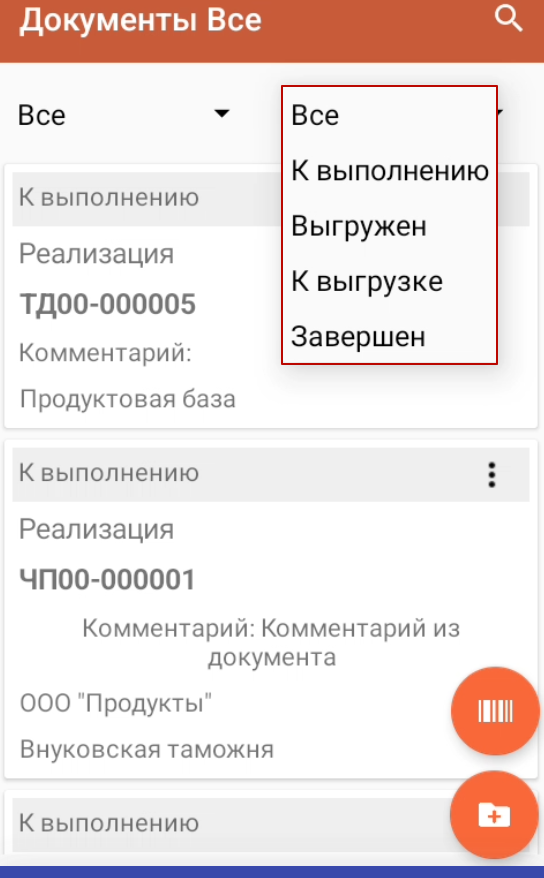 Документы Все
Все
Все
К выполнению
Выгружен
К выгрузке
Завершен
К выполнению
Реализация
ТД00-000005
Комментарий:
Продуктовая база
К выполнению
Реализация
ЧП00-000001
Комментарий: Комментарий из
документа
ООО "Продукты"
Внуковская таможня
К выполнению